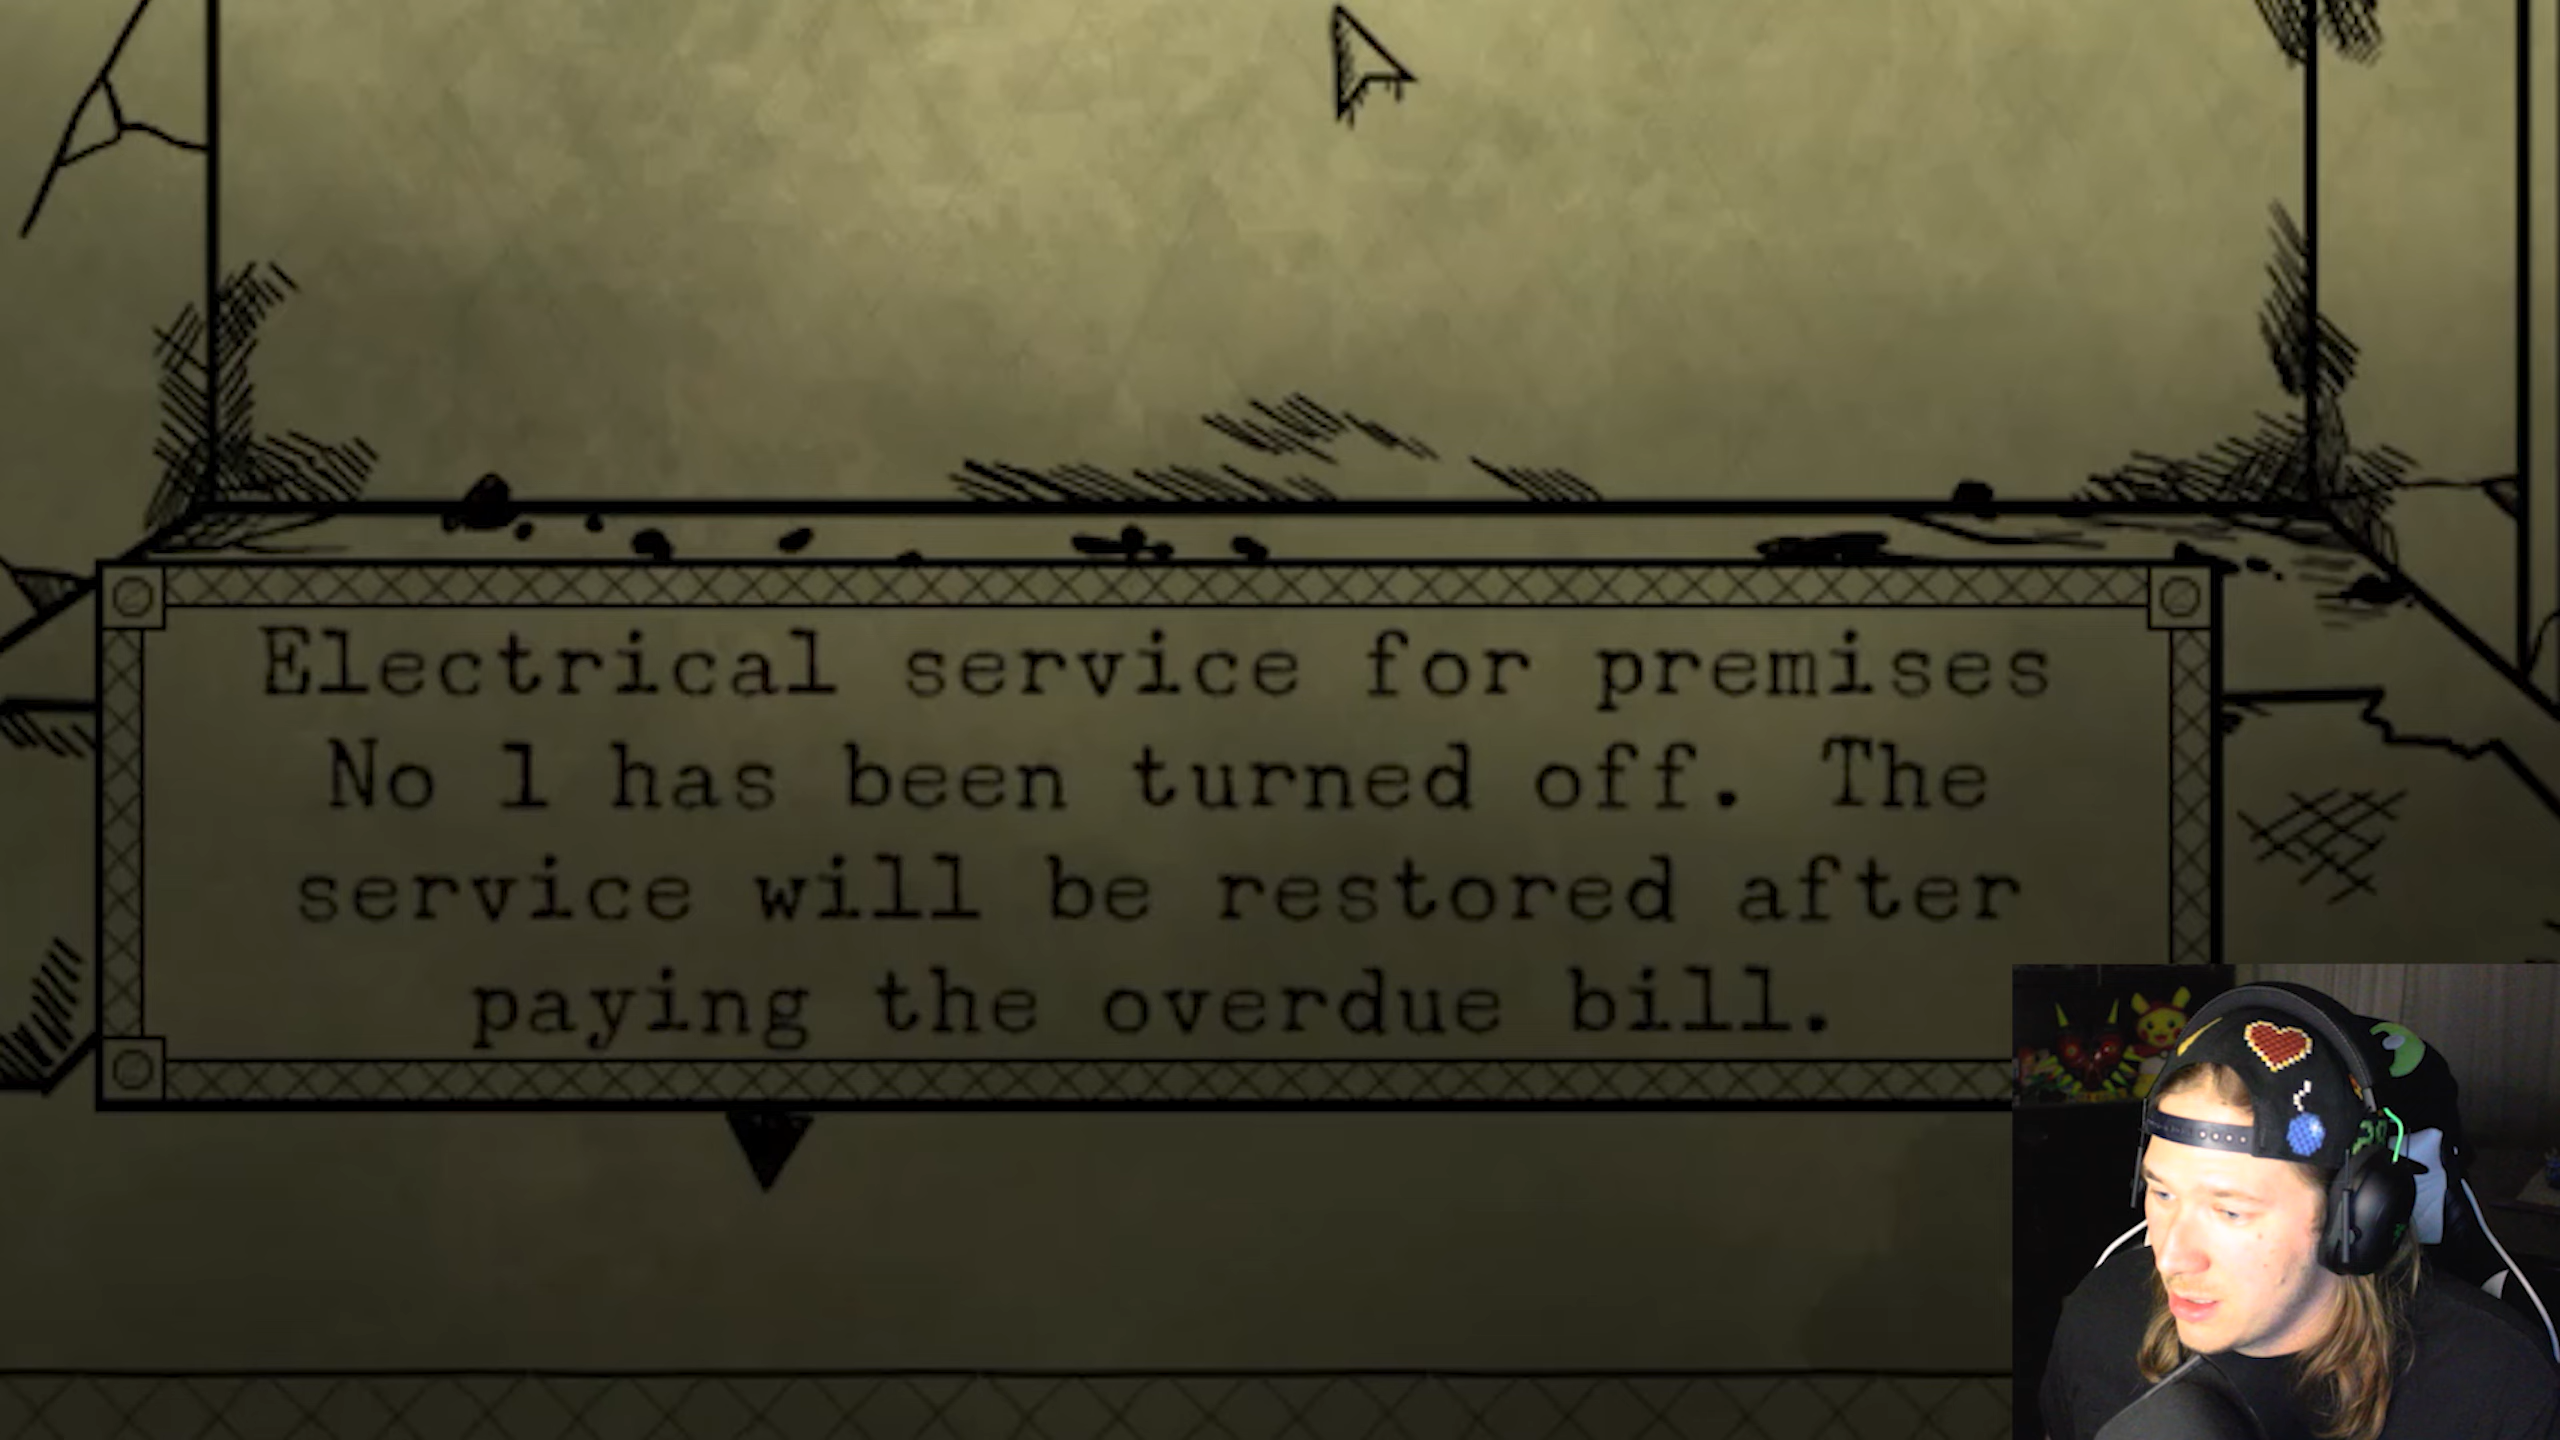 Electrical service for premises
No 1 has been turned off. The
service will be restored after
paying the overdue bill.